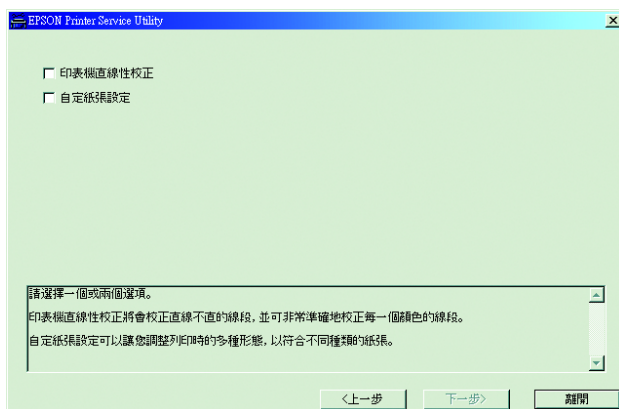 EPSON Printer Service Utility
印表機直線性校正
自定紙張設定
請選擇一個或兩個選項。
印表機直線性校正將會校正直線不直的線段, 並可非常準確地校正每一個顏色的線段。
自定紙張設定可以讓您調整列印時的多種形態, 以符合不同種類的紙張。
<上一步 下一步> 離開